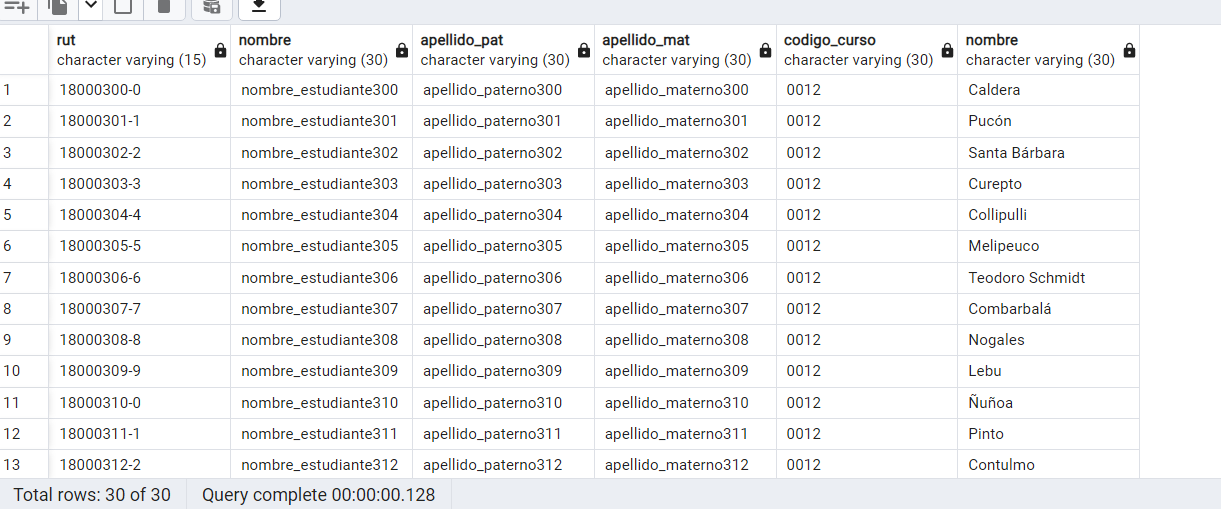 rut nombre apellido_pat apellido_mat codigo_curso nombre
character varying (15) character varying (30) character varying (30) character varying (30) character varying (30) character varying (30)
1 18000300-0 nombre_estudiante300 apellido_paterno300 apellido_materno300 0012 Caldera
2 18000301-1 nombre_estudiante301 apellido_paterno301 apellido_materno301 0012 Pucón
3 18000302-2 nombre_estudiante302 apellido_paterno302 apellido_materno302 0012 Santa Bárbara
4 18000303-3 nombre_estudiante303 apellido_paterno303 apellido_materno303 0012 Curepto
5 18000304-4 nombre_estudiante304 apellido_paterno304 apellido_materno304 0012 Collipulli
6 18000305-5 nombre_estudiante305 apellido_paterno305 apellido_materno305 0012 Melipeuco
7 18000306-6 nombre_estudiante306 apellido_paterno306 apellido_materno306 0012 Teodoro Schmidt
8 18000307-7 nombre_estudiante307 apellido_paterno307 apellido_materno307 0012 Combarbalá
9 18000308-8 nombre_estudiante308 apellido_paterno308 apellido_materno308 0012 Nogales
10 18000309-9 nombre_estudiante309 apellido_paterno309 apellido_materno309 0012 Lebu
11 18000310-0 nombre_estudiante310 apellido_paterno310 apellido_materno310 0012 Ñuñoa
12 18000311-1 nombre_estudiante311 apellido_paterno311 apellido_materno311 0012 Pinto
13 18000312-2 nombre_estudiante312 apellido_paterno312 apellido_materno312 0012 Contulmo
Total rows: 30 of 30 Query complete 00:00:00.128